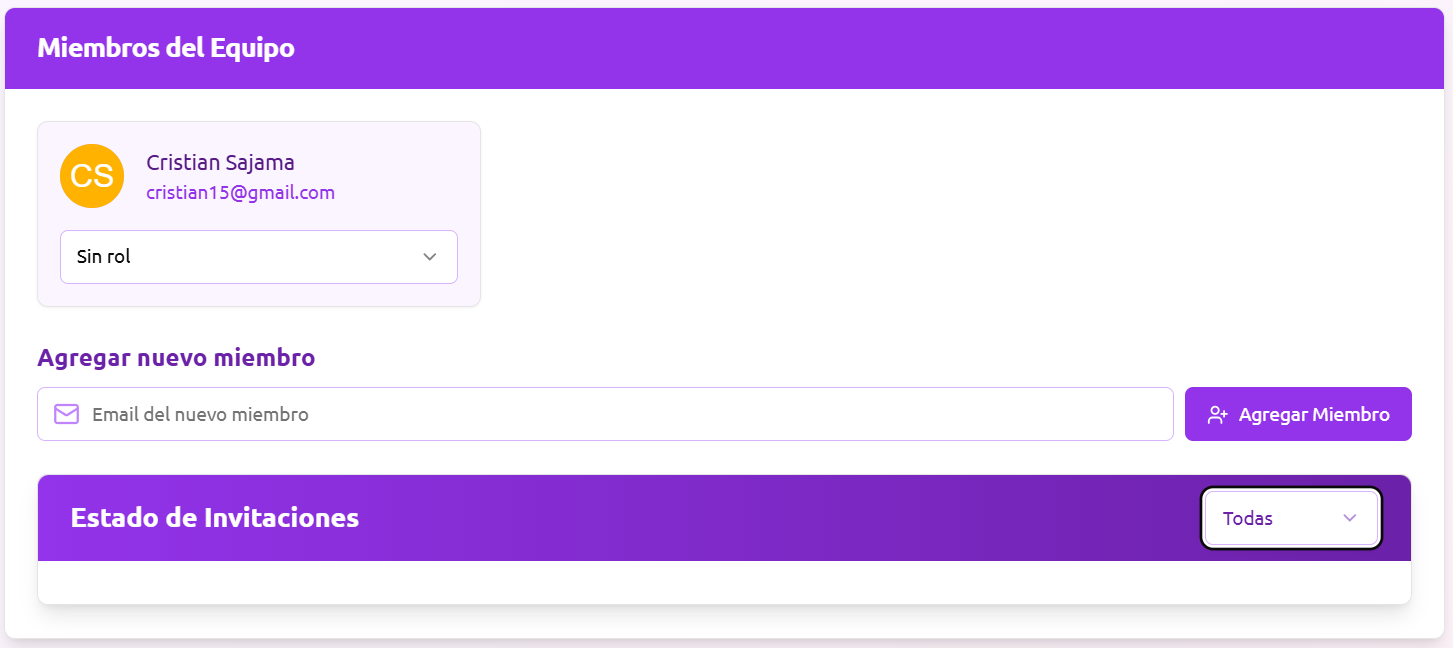 Miembros del Equipo
CS
Cristian Sajama
cristian15@gmail.com
Sin rol
Agregar nuevo miembro
Email del nuevo miembro
Agregar Miembro
Estado de Invitaciones
Todas